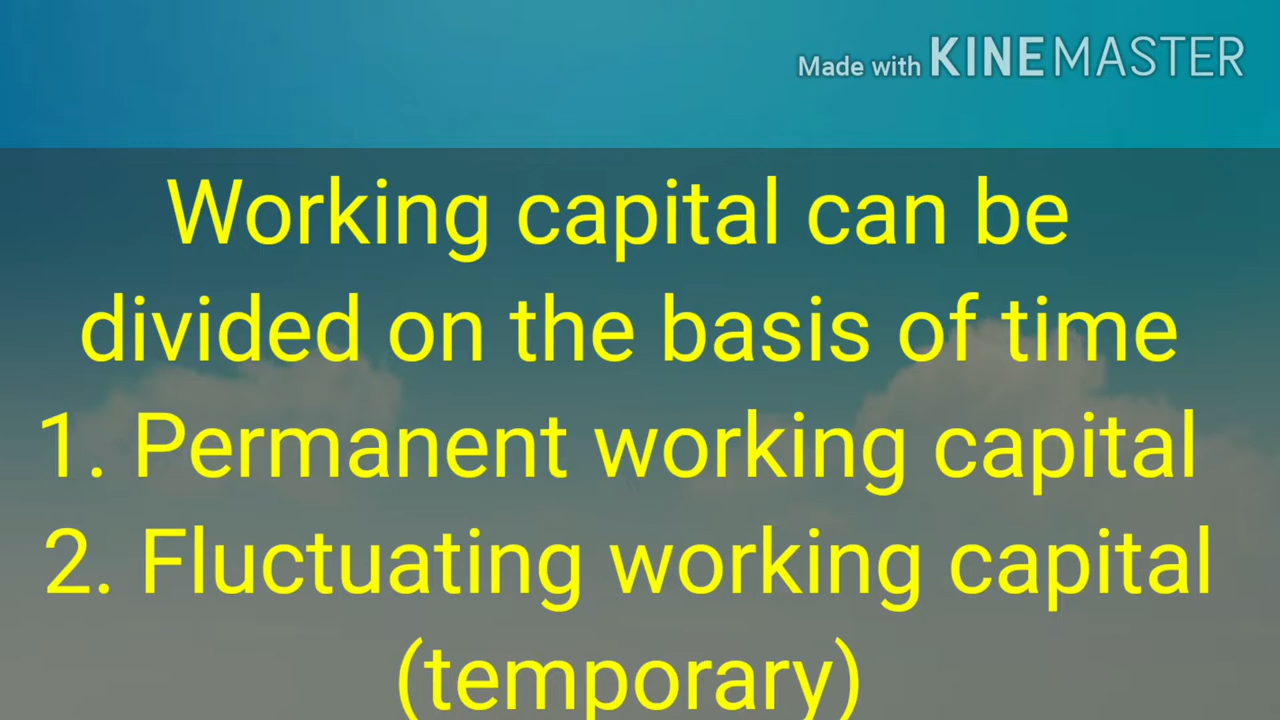 Made with KINEMASTER
Working capital can be
divided on the basis of time
1. Permanent working capital
2. Fluctuating working capital
(temporary)